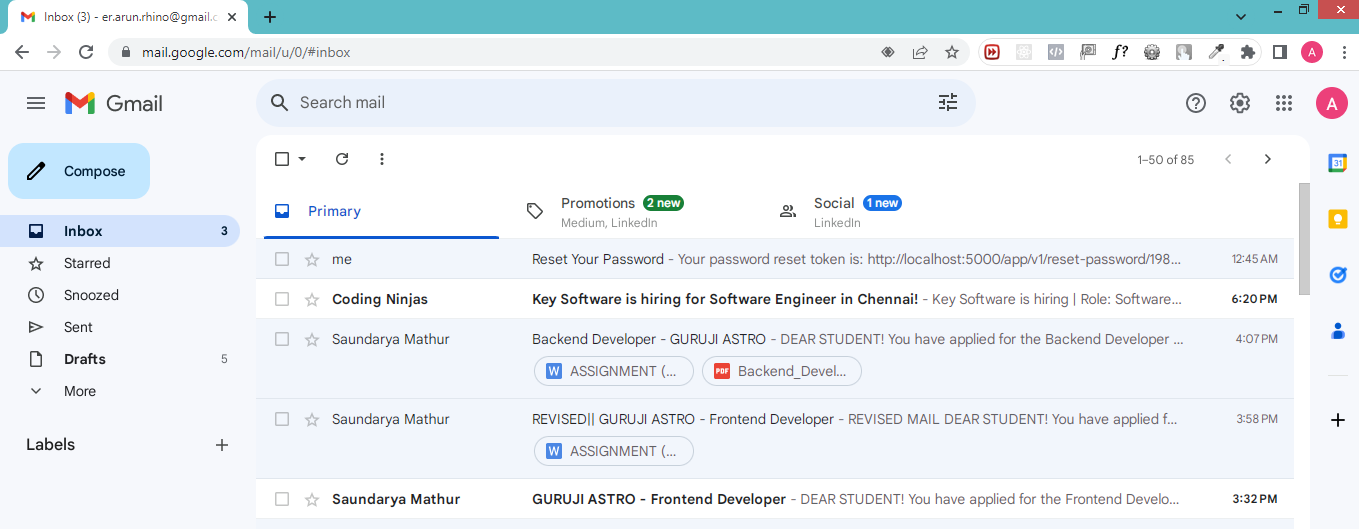 Inbox (3) - er.arun.rhino@gmail.c
mail.google.com/mail/u/0/#inbox
f?
A
Gmail
Search mail
A
Compose
1–50 of 85
31
Primary
Promotions 2 new
Medium, LinkedIn
Social 1 new
LinkedIn
Inbox 3
Starred
Snoozed
Sent
Drafts 5
More
Labels
me Reset Your Password - Your password reset token is: http://localhost:5000/app/v1/reset-password/198... 12:45 AM
Coding Ninjas Key Software is hiring for Software Engineer in Chennai! - Key Software is hiring | Role: Software... 6:20 PM
Saundarya Mathur Backend Developer - GURUJI ASTRO - DEAR STUDENT! You have applied for the Backend Developer ... 4:07 PM
W ASSIGNMENT (... PDF Backend_Devel...
Saundarya Mathur REVISED|| GURUJI ASTRO - Frontend Developer - REVISED MAIL DEAR STUDENT! You have applied f... 3:58 PM
W ASSIGNMENT (...
Saundarya Mathur GURUJI ASTRO - Frontend Developer - DEAR STUDENT! You have applied for the Frontend Develo... 3:32 PM